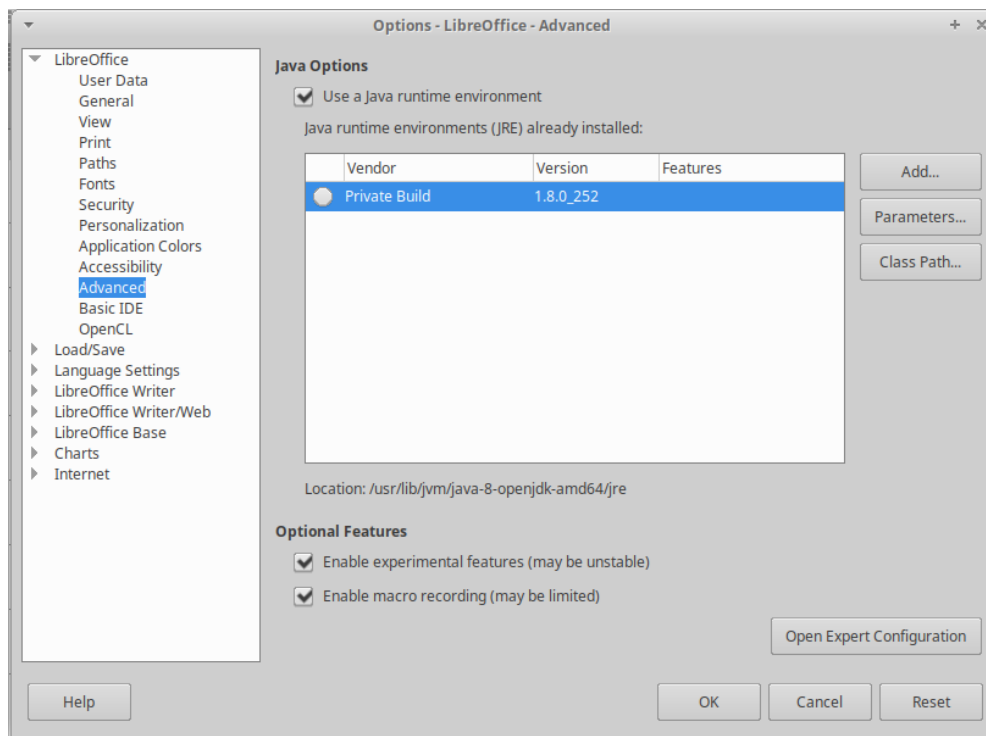 Options - LibreOffice - Advanced
LibreOffice
User Data
General
View
Print
Paths
Fonts
Security
Personalization
Application Colors
Accessibility
Advanced
Basic IDE
OpenCL
Load/Save
Language Settings
LibreOffice Writer
LibreOffice Writer/Web
LibreOffice Base
Charts
Internet
Java Options
Use a Java runtime environment
Java runtime environments (JRE) already installed:
Vendor Version Features
Private Build 1.8.0_252
Add...
Parameters...
Class Path...
Location: /usr/lib/jvm/java-8-openjdk-amd64/jre
Optional Features
Enable experimental features (may be unstable)
Enable macro recording (may be limited)
Open Expert Configuration
Help OK Cancel Reset